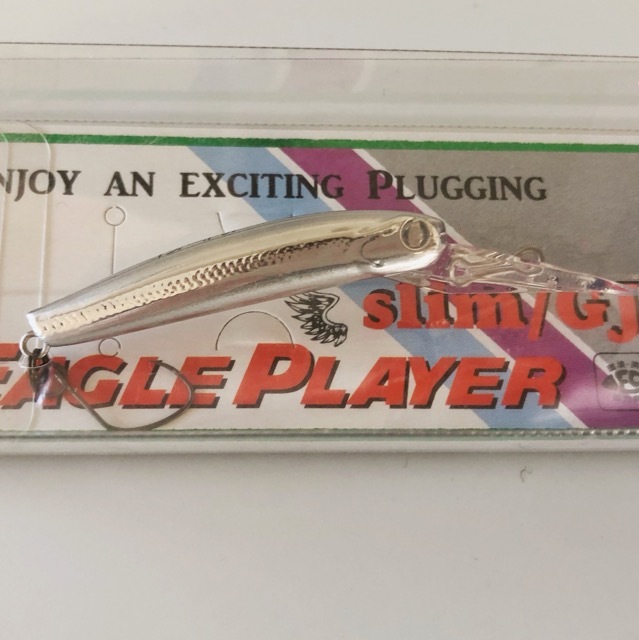 NJOY AN EXCITING PLUGGING
slim/GJ
EAGLE PLAYER